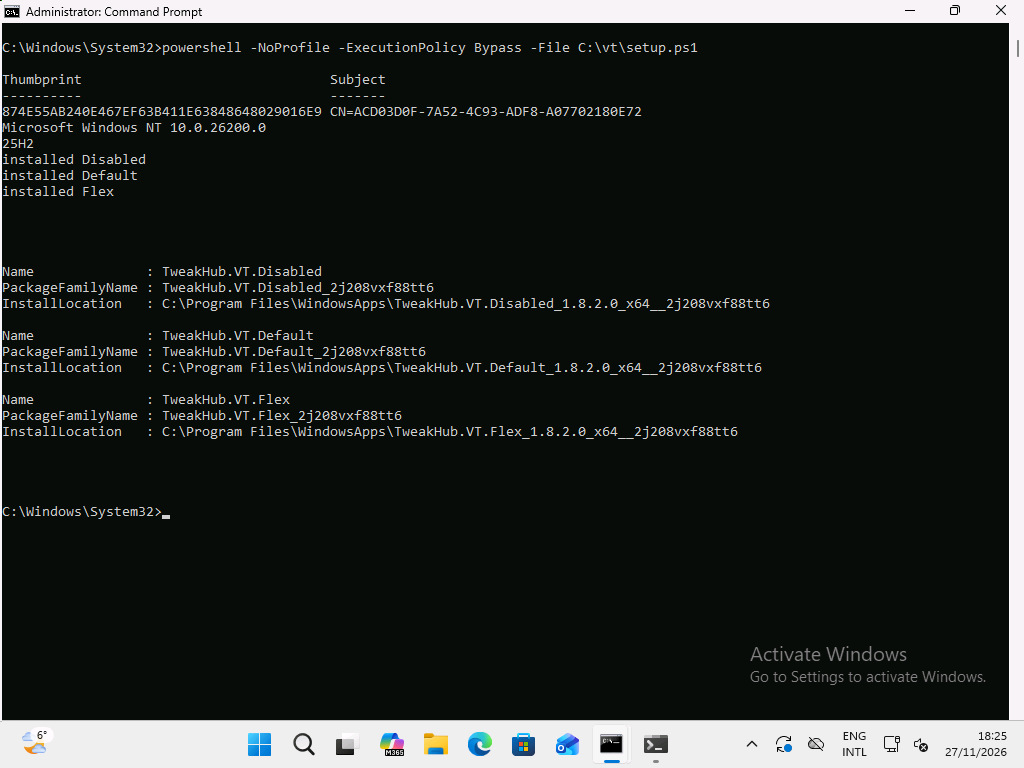 Administrator: Command Prompt
C:\Windows\System32>powershell -NoProfile -ExecutionPolicy Bypass -File C:\vt\setup.ps1
Thumbprint                               Subject
----------                               -------
874E55AB240E467EF63B411E63848648029016E9 CN=ACD03D0F-7A52-4C93-ADF8-A07702180E72
Microsoft Windows NT 10.0.26200.0
25H2
installed Disabled
installed Default
installed Flex
Name              : TweakHub.VT.Disabled
PackageFamilyName : TweakHub.VT.Disabled_2j208vxf88tt6
InstallLocation   : C:\Program Files\WindowsApps\TweakHub.VT.Disabled_1.8.2.0_x64__2j208vxf88tt6
Name              : TweakHub.VT.Default
PackageFamilyName : TweakHub.VT.Default_2j208vxf88tt6
InstallLocation   : C:\Program Files\WindowsApps\TweakHub.VT.Default_1.8.2.0_x64__2j208vxf88tt6
Name              : TweakHub.VT.Flex
PackageFamilyName : TweakHub.VT.Flex_2j208vxf88tt6
InstallLocation   : C:\Program Files\WindowsApps\TweakHub.VT.Flex_1.8.2.0_x64__2j208vxf88tt6
C:\Windows\System32>
Activate Windows
Go to Settings to activate Windows.
6°
M365
ENG
INTL
18:25
27/11/2026